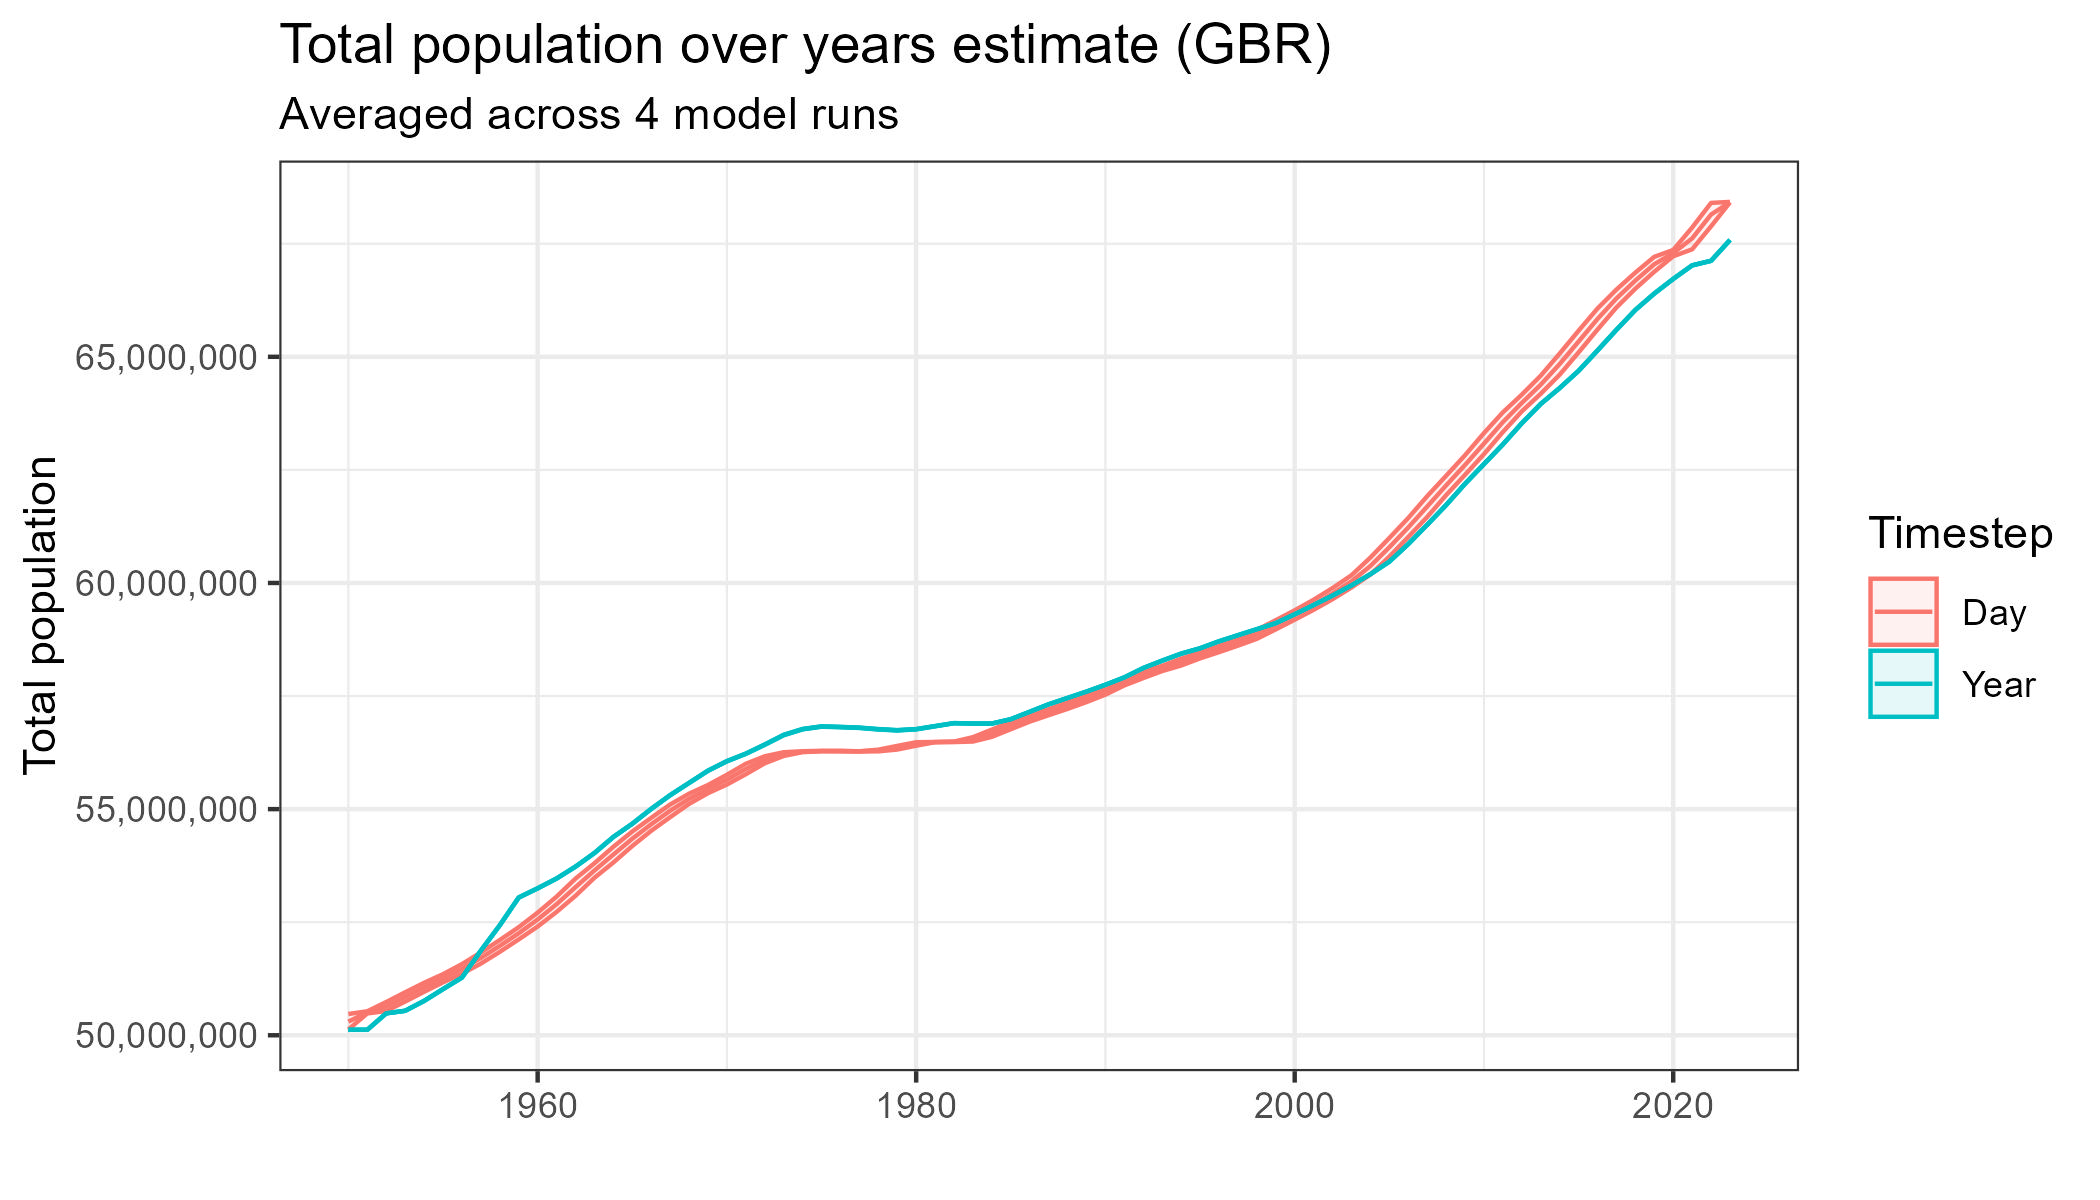 Total population over years estimate (GBR)
Averaged across 4 model runs
Total population
65,000,000
60,000,000
55,000,000
50,000,000
1960
1980
2000
2020
Timestep
Day
Year